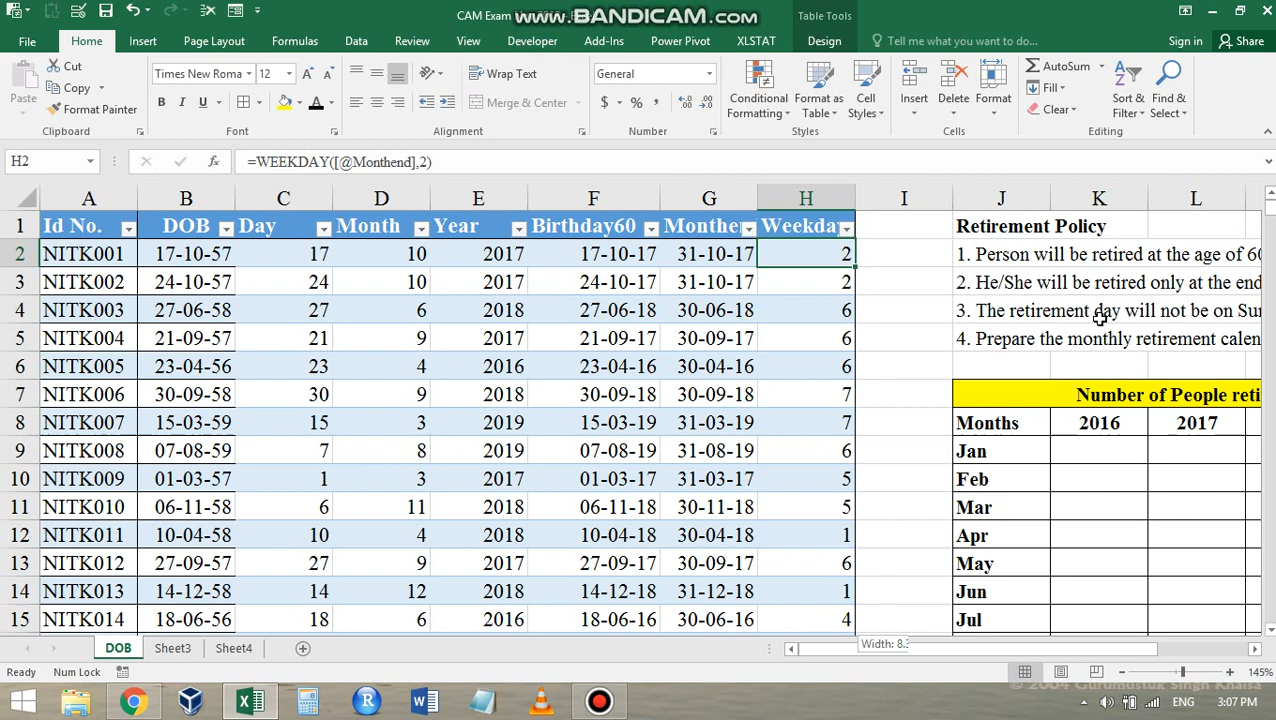 CAM Exam
www.BANDICAM.com
Table Tools
File Home Insert Page Layout Formulas Data Review View Developer Add-Ins Power Pivot XLSTAT Design Tell me what you want to do... Sign in Share
Cut
Copy
Format Painter
Paste
Clipboard
Times New Roma 12
B I U
Font
Wrap Text
Merge & Center
Alignment
General
$ % ,
Number
Conditional Formatting
Format as Table
Cell Styles
Styles
Insert Delete Format
Cells
AutoSum
Fill
Clear
Sort & Filter
Find & Select
Editing
H2 fx =WEEKDAY([@Monthend],2)
A B C D E F G H I J K L
1 Id No. DOB Day Month Year Birthday60 Monthe Weekday Retirement Policy
2 NITK001 17-10-57 17 10 2017 17-10-17 31-10-17 2 1. Person will be retired at the age of 60
3 NITK002 24-10-57 24 10 2017 24-10-17 31-10-17 2 2. He/She will be retired only at the end
4 NITK003 27-06-58 27 6 2018 27-06-18 30-06-18 6 3. The retirement day will not be on Sun
5 NITK004 21-09-57 21 9 2017 21-09-17 30-09-17 6 4. Prepare the monthly retirement calen
6 NITK005 23-04-56 23 4 2016 23-04-16 30-04-16 6
7 NITK006 30-09-58 30 9 2018 30-09-18 30-09-18 7 Number of People reti
8 NITK007 15-03-59 15 3 2019 15-03-19 31-03-19 7 Months 2016 2017
9 NITK008 07-08-59 7 8 2019 07-08-19 31-08-19 6 Jan
10 NITK009 01-03-57 1 3 2017 01-03-17 31-03-17 5 Feb
11 NITK010 06-11-58 6 11 2018 06-11-18 30-11-18 5 Mar
12 NITK011 10-04-58 10 4 2018 10-04-18 30-04-18 1 Apr
13 NITK012 27-09-57 27 9 2017 27-09-17 30-09-17 6 May
14 NITK013 14-12-58 14 12 2018 14-12-18 31-12-18 1 Jun
15 NITK014 18-06-56 18 6 2016 18-06-16 30-06-16 4 Jul
DOB Sheet3 Sheet4 Width: 8.
Ready Num Lock 145%
© 2004 Gurumustuk Singh Khalsa
ENG 3:07 PM